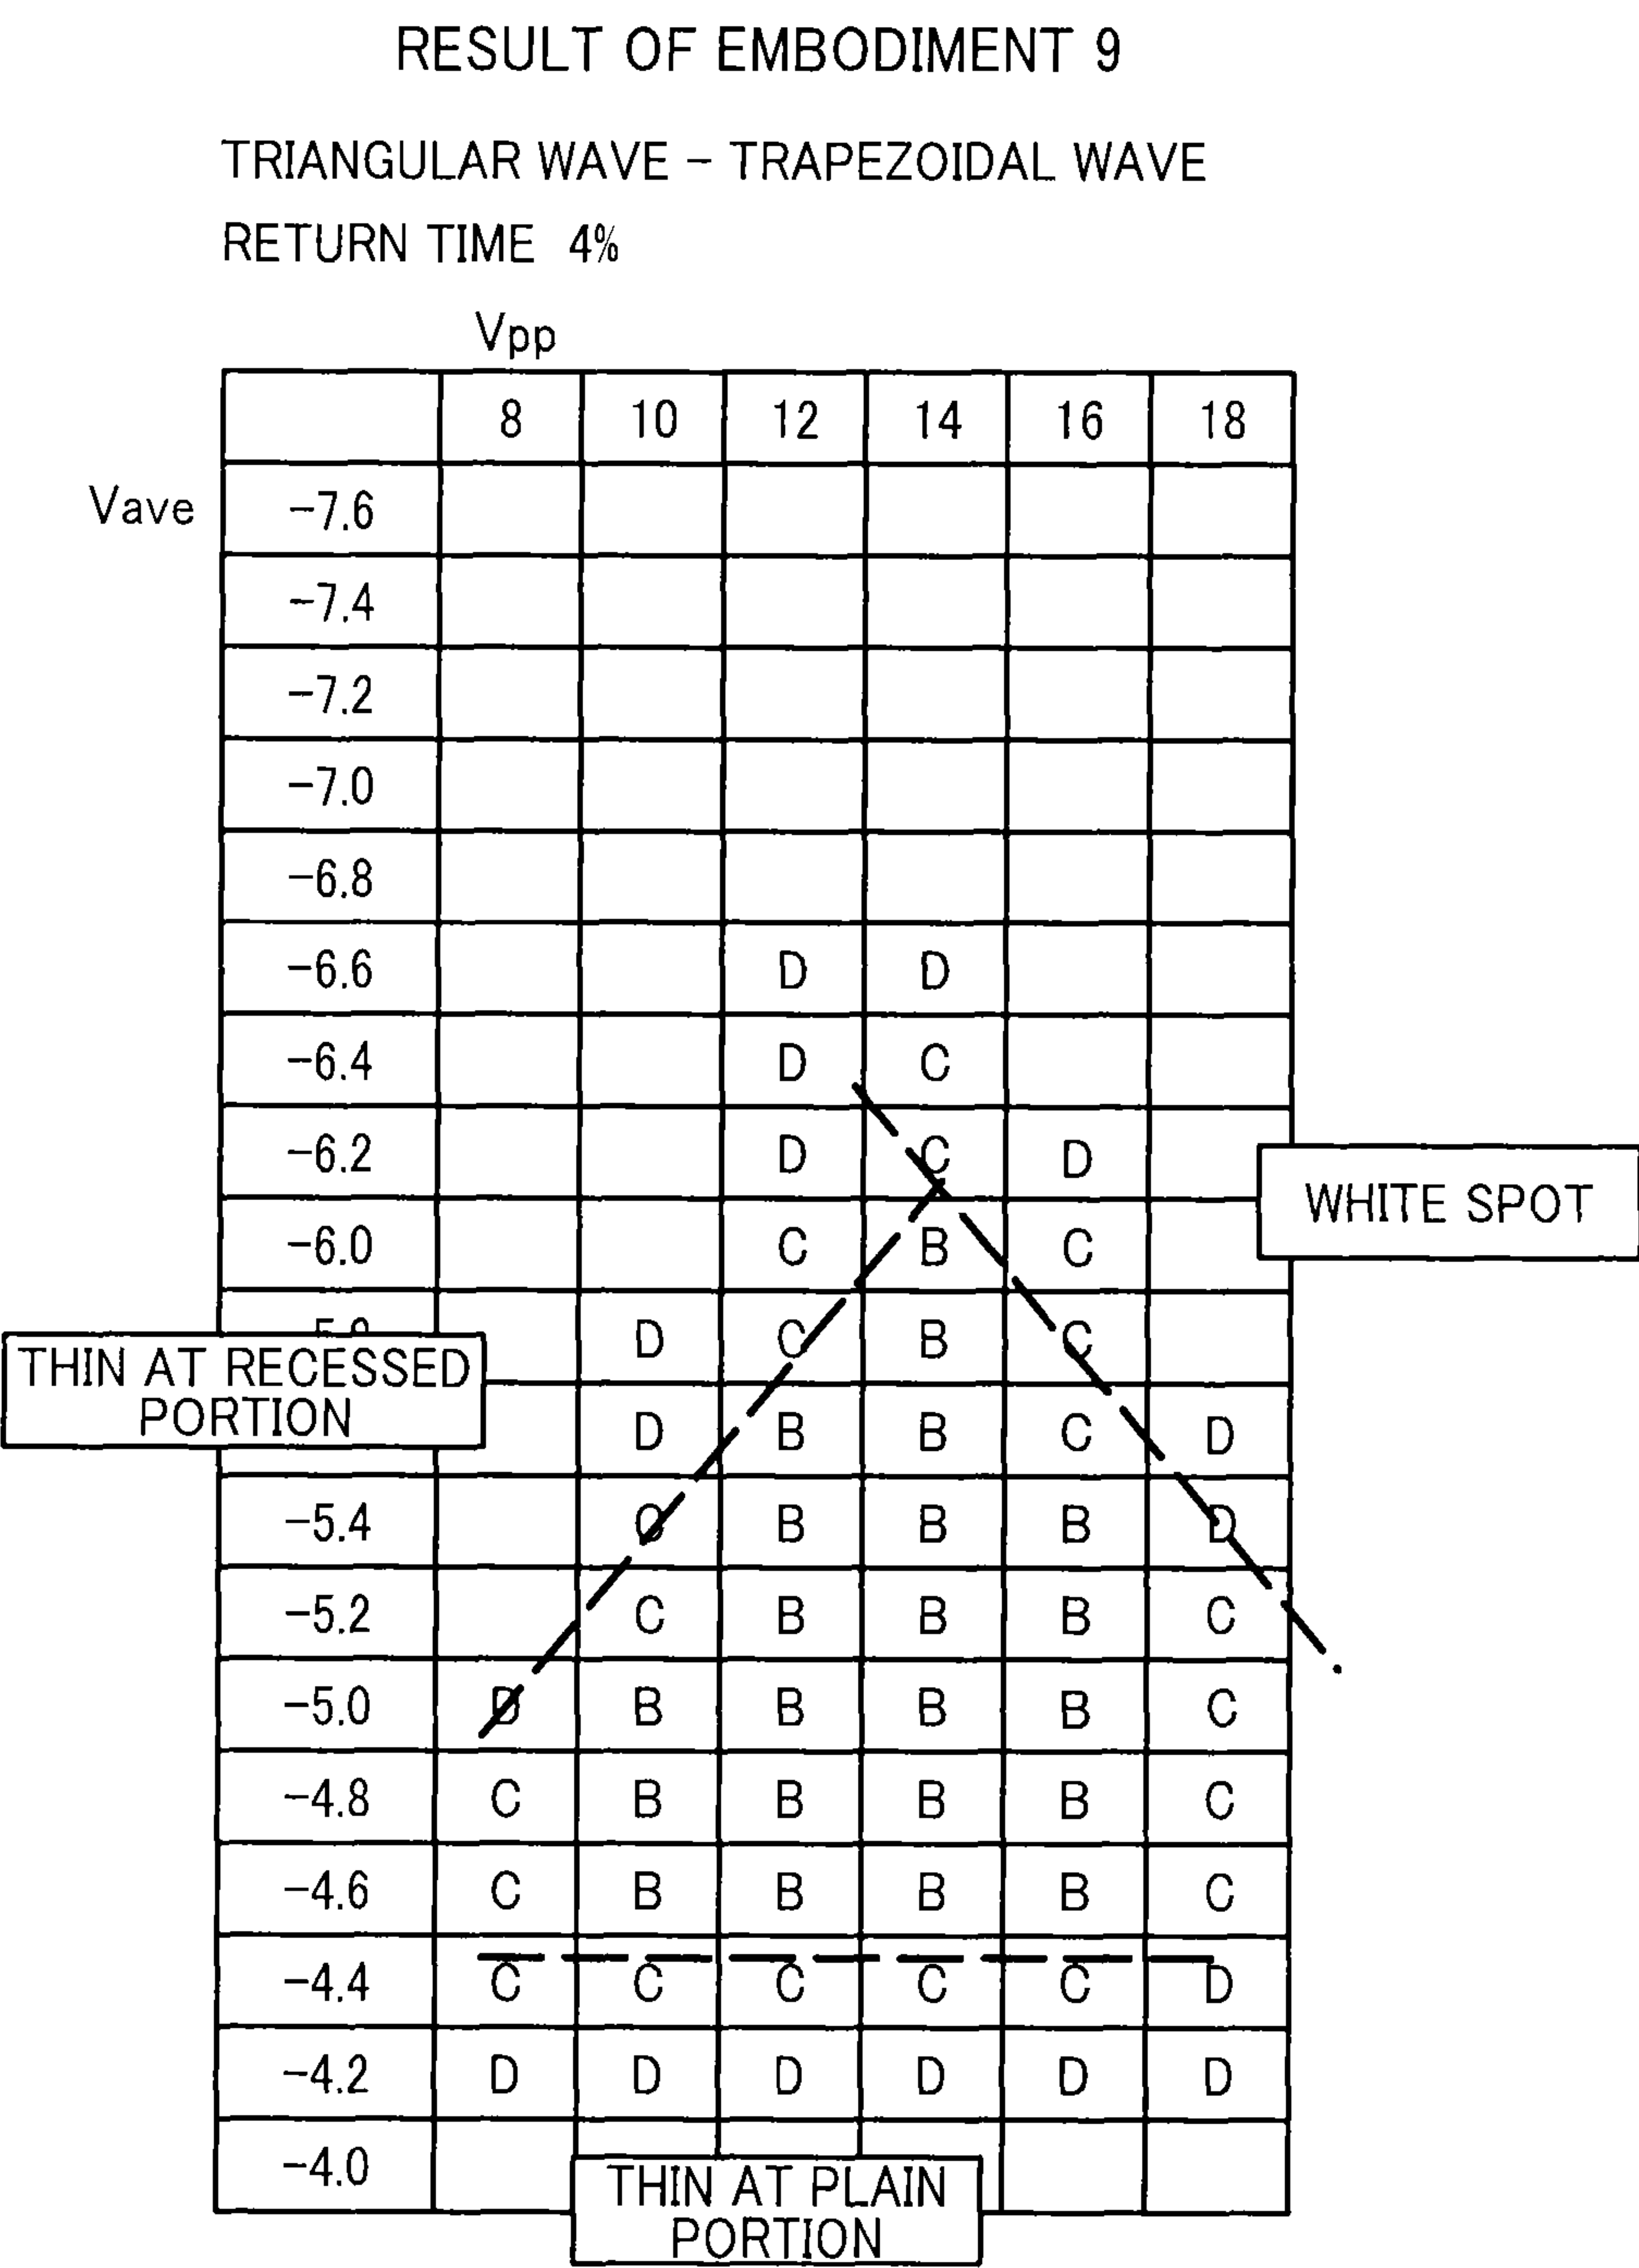 RESULT OF EMBODIMENT 9
TRIANGULAR WAVE – TRAPEZOIDAL WAVE
RETURN TIME 4%
Vpp
8 10 12 14 16 18
Vave −7.6
−7.4
−7.2
−7.0
−6.8
−6.6 D D
−6.4 D C
−6.2 D C D
WHITE SPOT
−6.0 C B C
D C B C
THIN AT RECESSED
PORTION
D B B C D
−5.4 C B B B D
−5.2 C B B B C
−5.0 D B B B B C
−4.8 C B B B B C
−4.6 C B B B B C
−4.4 C C C C C D
−4.2 D D D D D D
−4.0
THIN AT PLAIN
PORTION